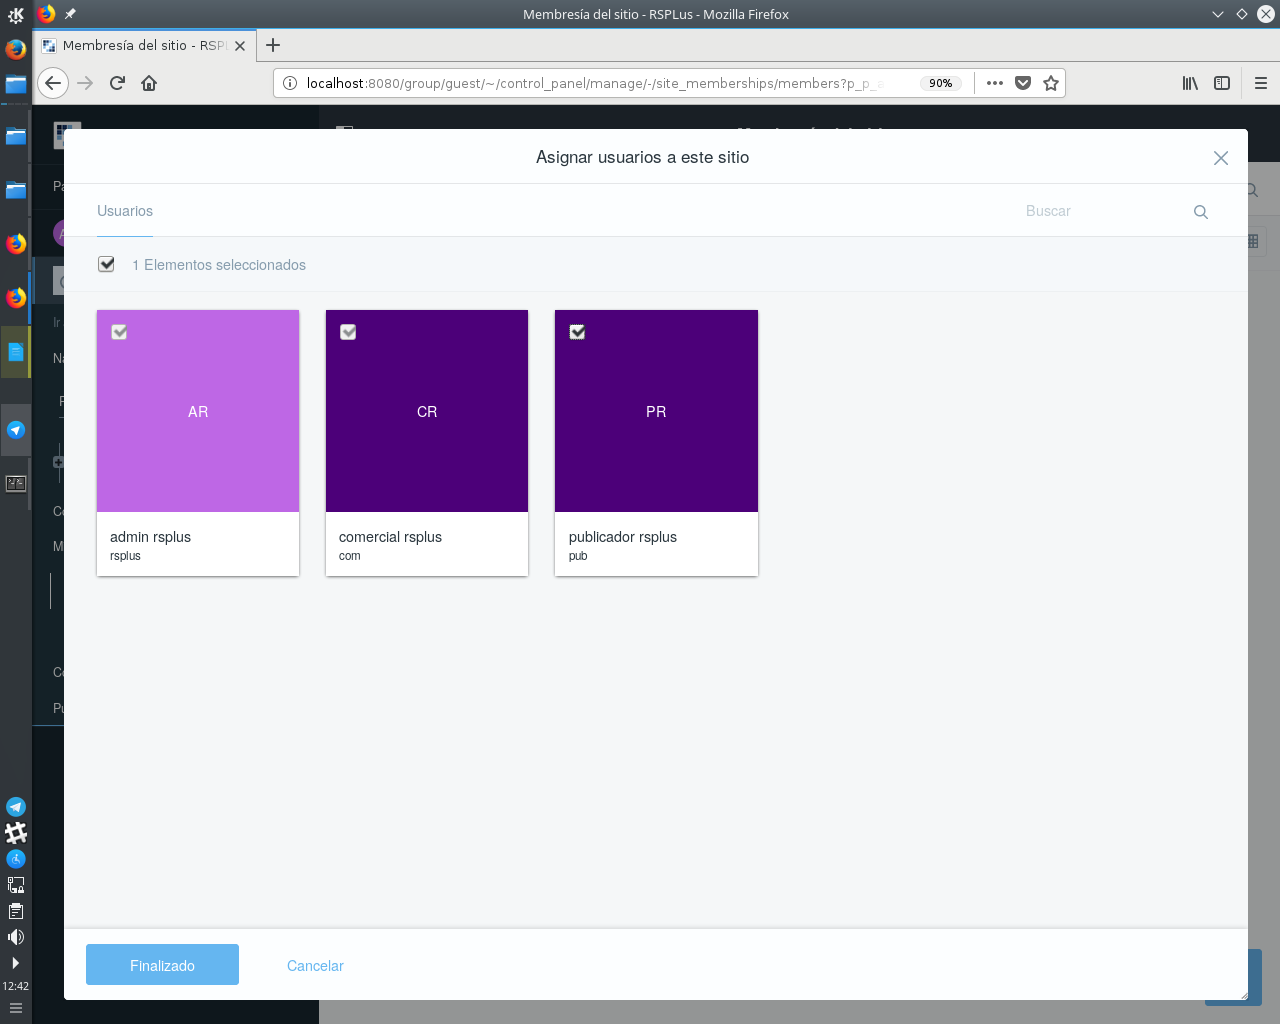 Membresía del sitio - RSPLus - Mozilla Firefox
Membresía del sitio - RSPL
localhost:8080/group/guest/~/control_panel/manage/-/site_memberships/members?p_p_a
90%
Asignar usuarios a este sitio
Usuarios
Buscar
1 Elementos seleccionados
AR
CR
PR
admin rsplus
rsplus
comercial rsplus
com
publicador rsplus
pub
Finalizado
Cancelar
12:42